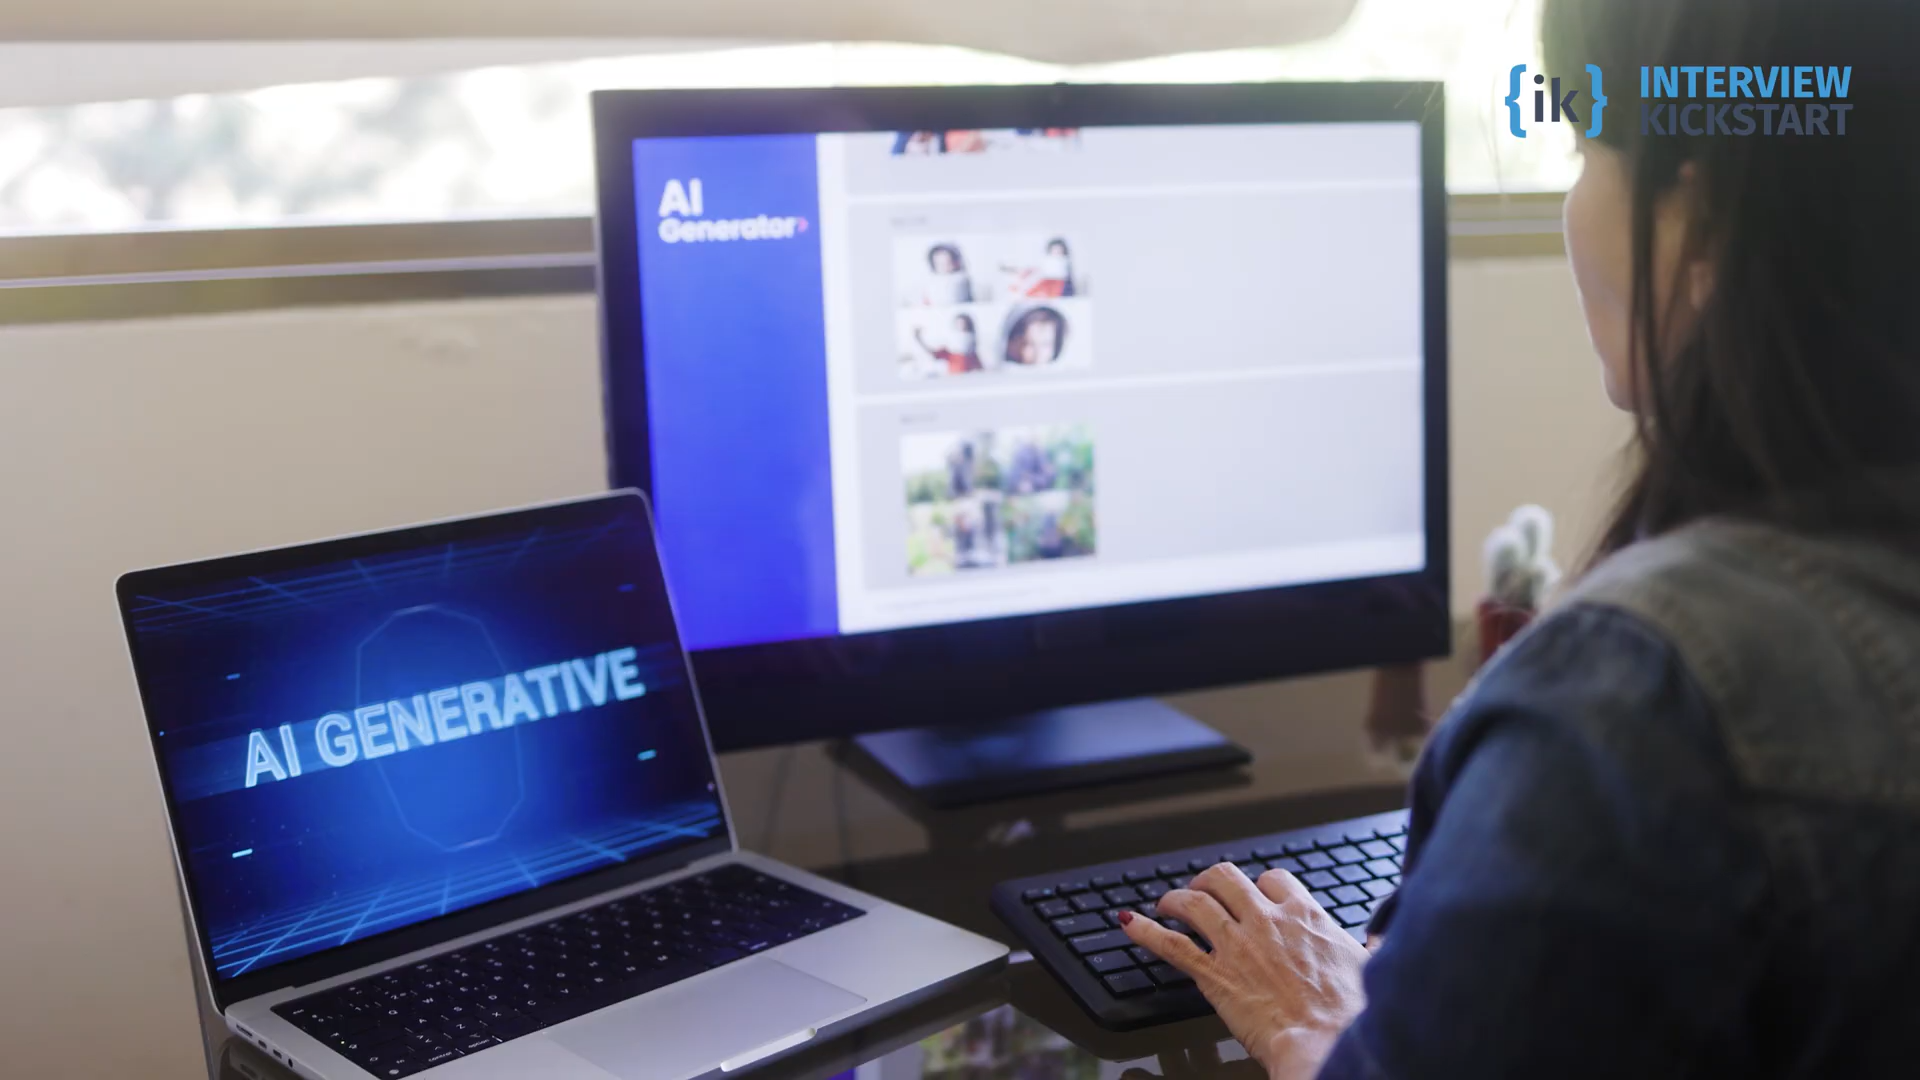 {ik} INTERVIEW
KICKSTART
AI
Generator
AI GENERATIVE